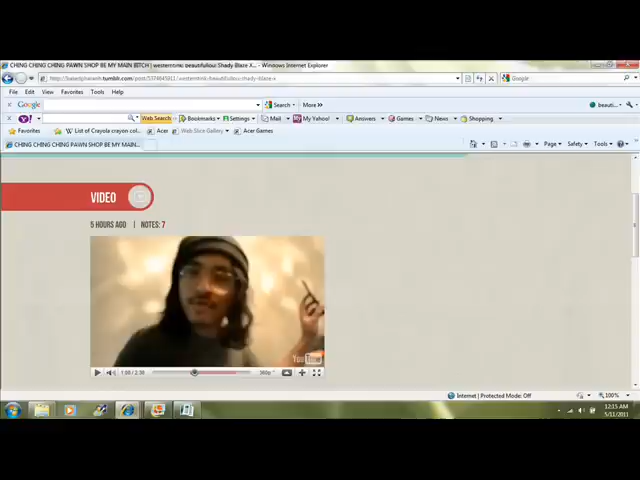 CHING CHING CHING PAWN SHOP BE MY MAIN BITCH | westernthink:beautifullou:Shady Blaze X... - Windows Internet Explorer
File Edit View Favorites Tools Help
Google Search More >>
Y! Web Search Bookmarks Settings Mail My Yahoo! Answers Games News Shopping
Favorites List of Crayola crayon col... Acer Web Slice Gallery Acer Games
CHING CHING CHING PAWN SHOP BE MY MAIN BITC...
Page Safety Tools
VIDEO
5 HOURS AGO | NOTES: 7
YouTube
360p
Internet | Protected Mode: Off 100%
12:15 AM
5/11/2011